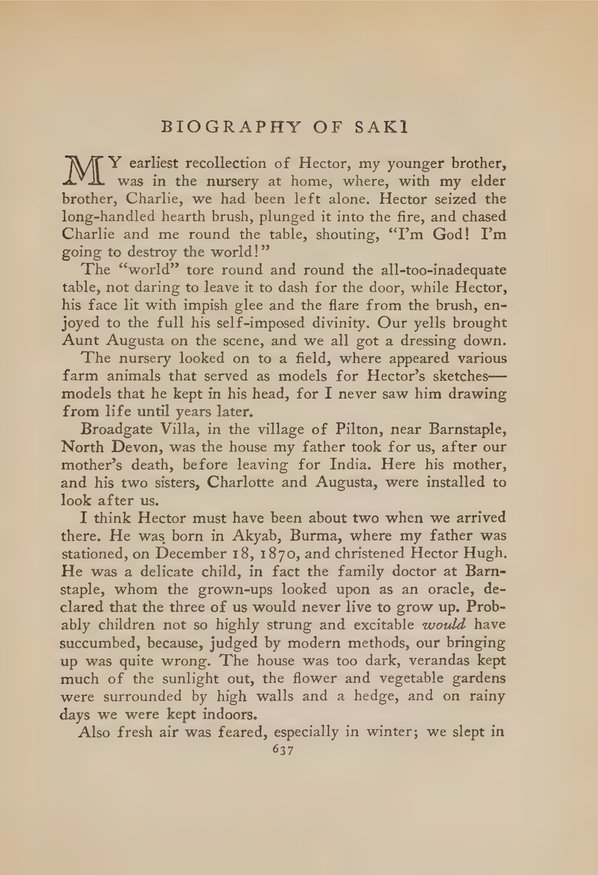 BIOGRAPHY OF SAKI
MY earliest recollection of Hector, my younger brother,
was in the nursery at home, where, with my elder
brother, Charlie, we had been left alone. Hector seized the
long-handled hearth brush, plunged it into the fire, and chased
Charlie and me round the table, shouting, “I’m God! I’m
going to destroy the world!”
The “world” tore round and round the all-too-inadequate
table, not daring to leave it to dash for the door, while Hector,
his face lit with impish glee and the flare from the brush, en-
joyed to the full his self-imposed divinity. Our yells brought
Aunt Augusta on the scene, and we all got a dressing down.
The nursery looked on to a field, where appeared various
farm animals that served as models for Hector’s sketches—
models that he kept in his head, for I never saw him drawing
from life until years later.
Broadgate Villa, in the village of Pilton, near Barnstaple,
North Devon, was the house my father took for us, after our
mother’s death, before leaving for India. Here his mother,
and his two sisters, Charlotte and Augusta, were installed to
look after us.
I think Hector must have been about two when we arrived
there. He was born in Akyab, Burma, where my father was
stationed, on December 18, 1870, and christened Hector Hugh.
He was a delicate child, in fact the family doctor at Barn-
staple, whom the grown-ups looked upon as an oracle, de-
clared that the three of us would never live to grow up. Prob-
ably children not so highly strung and excitable would have
succumbed, because, judged by modern methods, our bringing
up was quite wrong. The house was too dark, verandas kept
much of the sunlight out, the flower and vegetable gardens
were surrounded by high walls and a hedge, and on rainy
days we were kept indoors.
Also fresh air was feared, especially in winter; we slept in
637